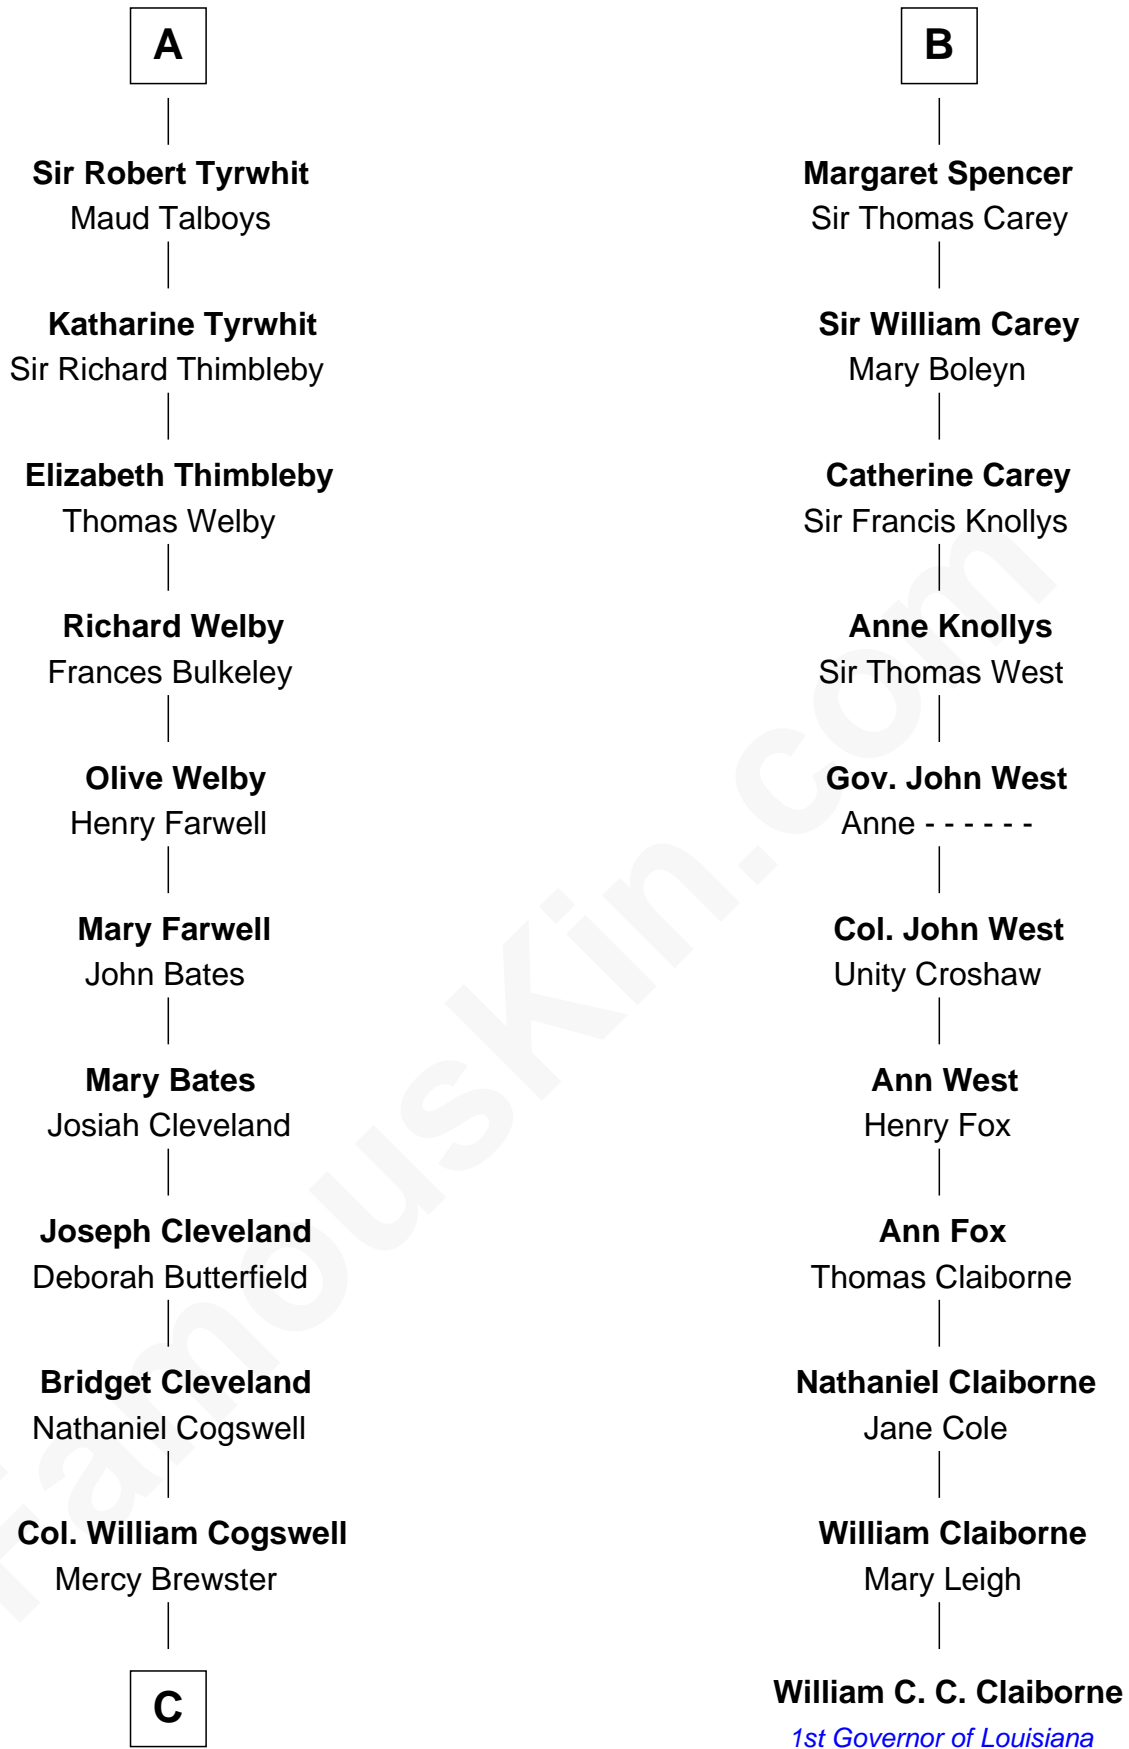 A
Sir Robert Tyrwhit
Maud Talboys
Katharine Tyrwhit
Sir Richard Thimbleby
Elizabeth Thimbleby
Thomas Welby
Richard Welby
Frances Bulkeley
Olive Welby
Henry Farwell
Mary Farwell
John Bates
Mary Bates
Josiah Cleveland
Joseph Cleveland
Deborah Butterfield
Bridget Cleveland
Nathaniel Cogswell
Col. William Cogswell
Mercy Brewster
C
B
Margaret Spencer
Sir Thomas Carey
Sir William Carey
Mary Boleyn
Catherine Carey
Sir Francis Knollys
Anne Knollys
Sir Thomas West
Gov. John West
Anne - - - - - -
Col. John West
Unity Croshaw
Ann West
Henry Fox
Ann Fox
Thomas Claiborne
Nathaniel Claiborne
Jane Cole
William Claiborne
Mary Leigh
William C. C. Claiborne
1st Governor of Louisiana
FamousKin.com